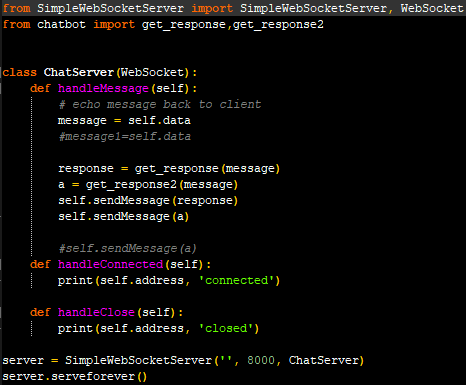 from SimpleWebSocketServer import SimpleWebSocketServer, WebSocket
from chatbot import get_response,get_response2
class ChatServer(WebSocket):
def handleMessage(self):
# echo message back to client
message = self.data
#message1=self.data
response = get_response(message)
a = get_response2(message)
self.sendMessage(response)
self.sendMessage(a)
#self.sendMessage(a)
def handleConnected(self):
print(self.address, 'connected')
def handleClose(self):
print(self.address, 'closed')
server = SimpleWebSocketServer('', 8000, ChatServer)
server.serveforever()